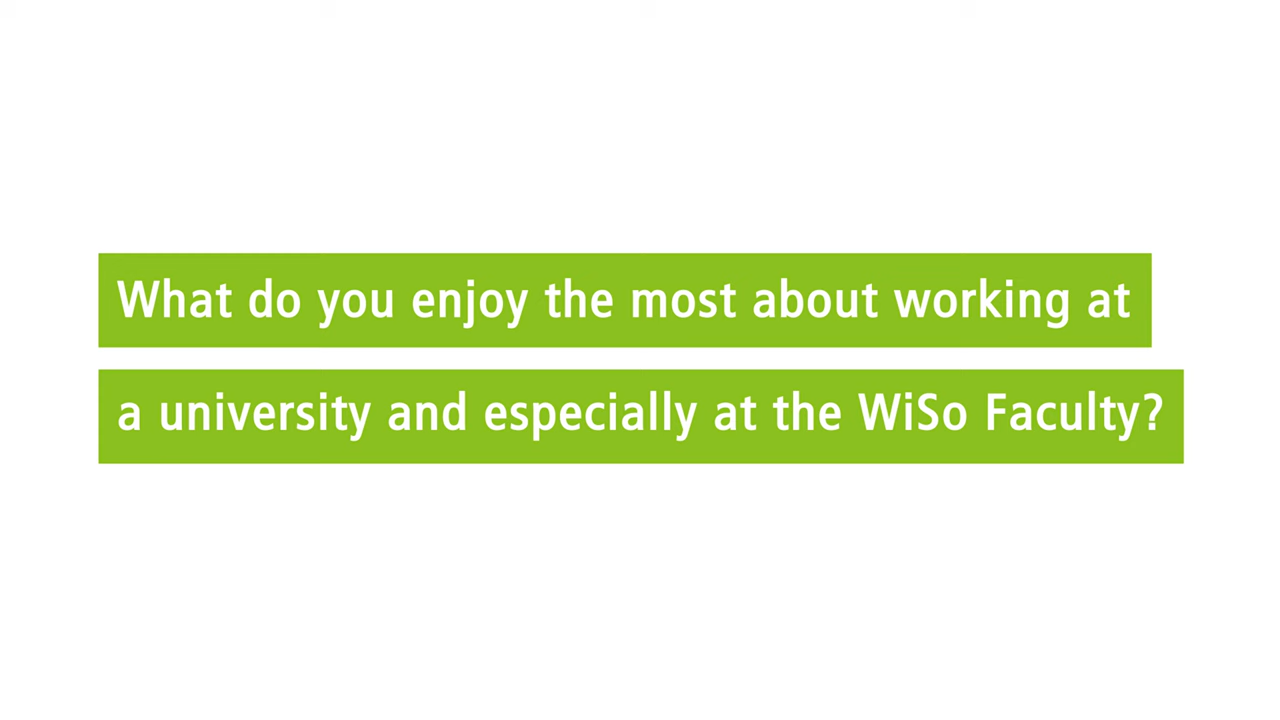 What do you enjoy the most about working at
a university and especially at the WiSo Faculty?